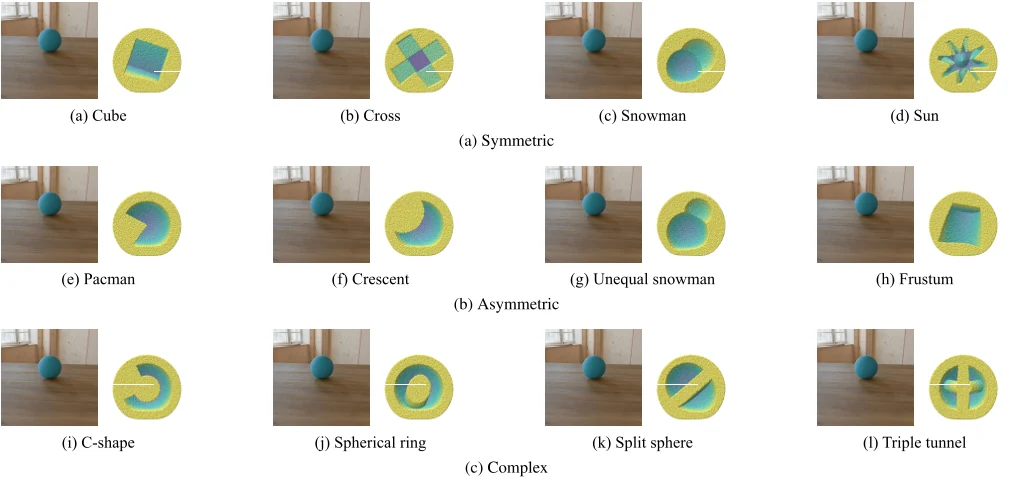 (a) Cube
(b) Cross
(c) Snowman
(d) Sun
(a) Symmetric
(e) Pacman
(f) Crescent
(g) Unequal snowman
(h) Frustum
(b) Asymmetric
(i) C-shape
(j) Spherical ring
(k) Split sphere
(l) Triple tunnel
(c) Complex